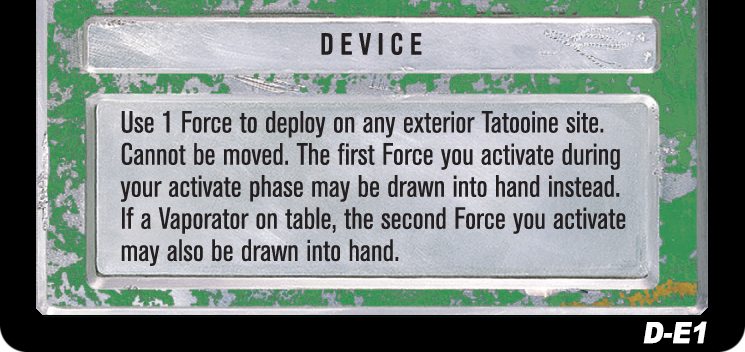 DEVICE
Use 1 Force to deploy on any exterior Tatooine site.
Cannot be moved. The first Force you activate during
your activate phase may be drawn into hand instead.
If a Vaporator on table, the second Force you activate
may also be drawn into hand.
D-E1